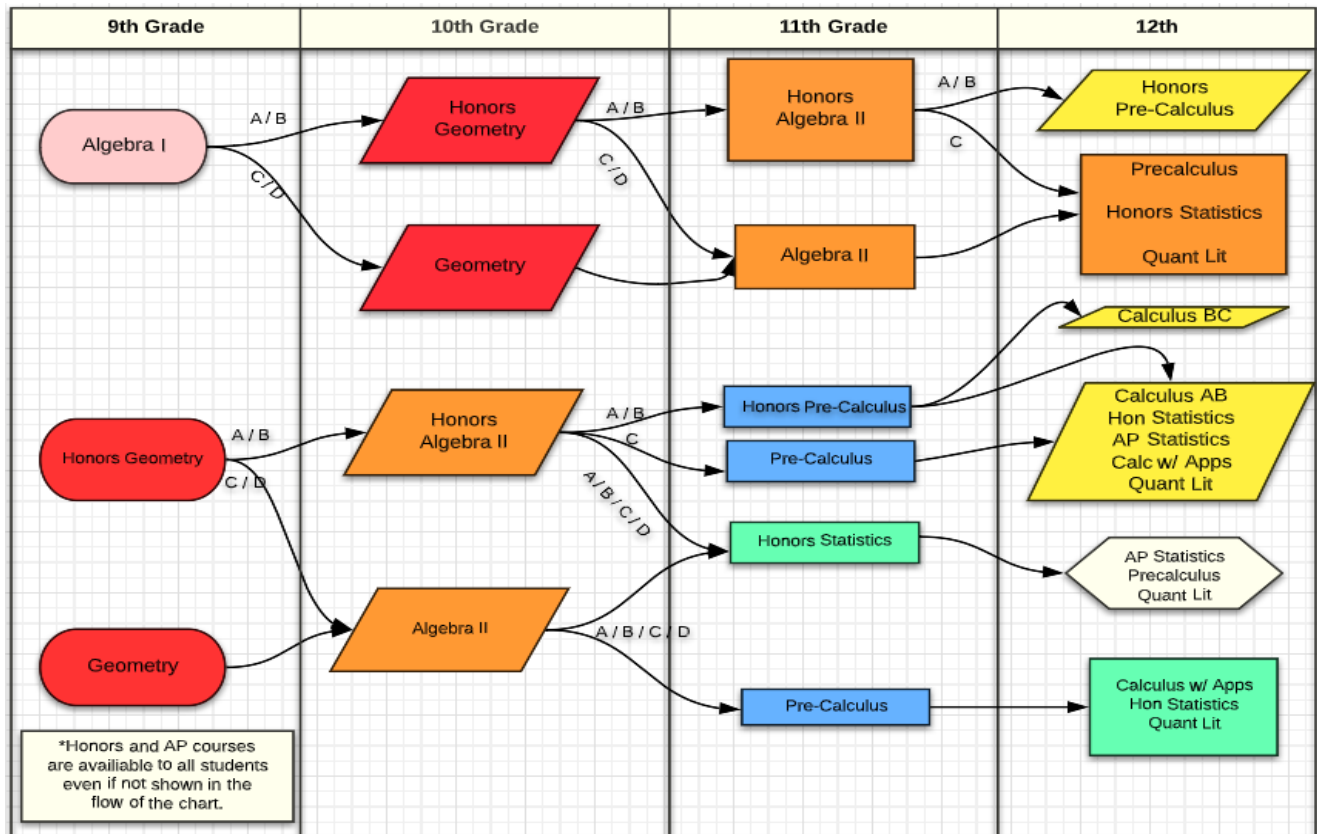 9th Grade
10th Grade
11th Grade
12th
Algebra I
A / B
C / D
Honors
Geometry
A / B
C / D
Geometry
Honors
Algebra II
A / B
C
Algebra II
Honors
Pre-Calculus
Precalculus
Honors Statistics
Quant Lit
Calculus BC
Honors Geometry
A / B
C / D
Geometry
Honors
Algebra II
A / B
C
A / B / C / D
Algebra II
A / B / C / D
Honors Pre-Calculus
Pre-Calculus
Honors Statistics
Pre-Calculus
Calculus AB
Hon Statistics
AP Statistics
Calc w/ Apps
Quant Lit
AP Statistics
Precalculus
Quant Lit
Calculus w/ Apps
Hon Statistics
Quant Lit
*Honors and AP courses
are availiable to all students
even if not shown in the
flow of the chart.